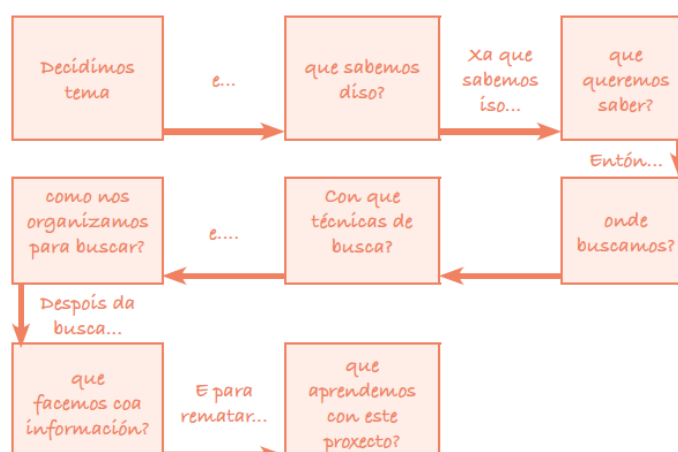 Decidimos
tema
e...
que sabemos
diso?
Xa que
sabemos
iso...
que
queremos
saber?
Entón...
onde
buscamos?
Con que
técnicas de
busca?
e....
como nos
organizamos
para buscar?
Despois da
busca...
que
facemos coa
información?
E para
rematar...
que
aprendemos
con este
proxecto?